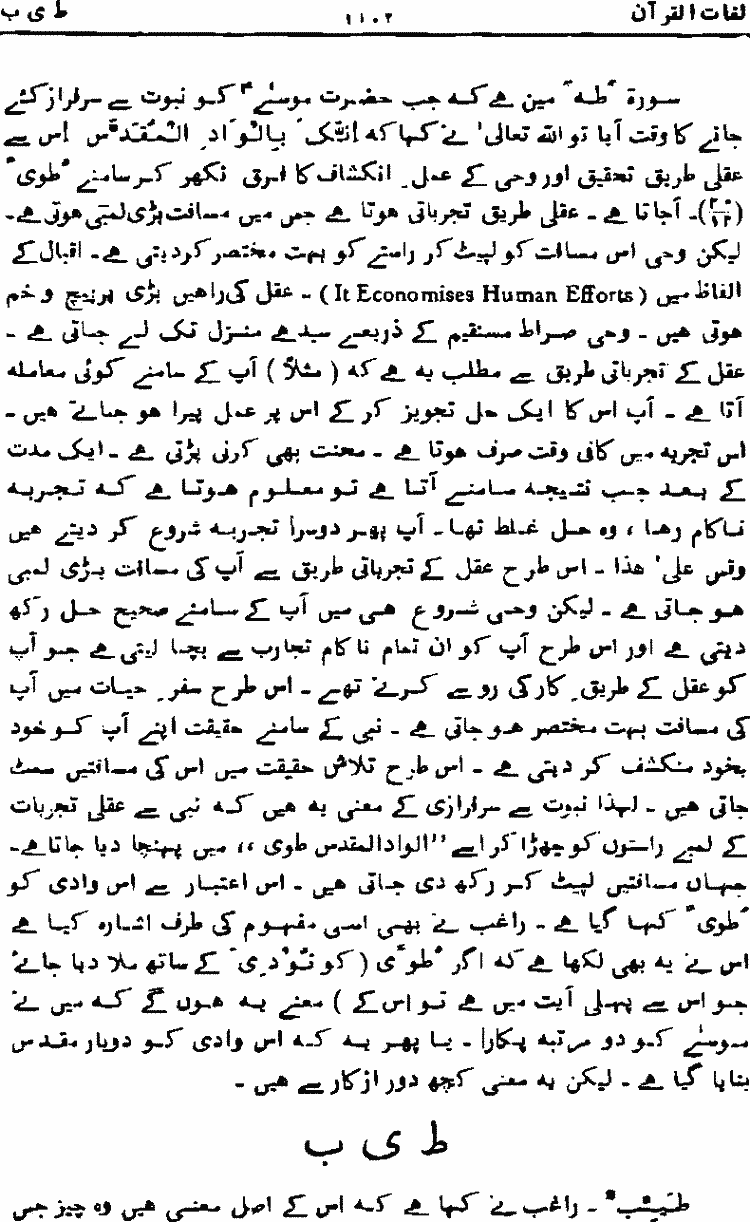 لغات القرآن ۱۱۰۲ ط ی ب
سورۃ طہ میں ہے کہ جب حضرت موسیٰؑ کو نبوت سے سرفراز کئے
جانے کا وقت آیا تو اللہ تعالیٰ نے کہا کہ اِنَّکَ بِالْوَادِ الْمُقَدَّسِ اس سے
عقلی طریق تحقیق اور وحی کے عملِ انکشاف کا فرق نکھر کر سامنے طُوًی
(۲۰/۱۲)۔ آجاتا ہے ۔ عقلی طریق تجرباتی ہوتا ہے جس میں مسافت بڑی لمبی ہوتی ہے۔
لیکن وحی اس مسافت کو لپیٹ کر راستے کو بہت مختصر کردیتی ہے۔ اقبال کے
الفاظ میں (It Economises Human Efforts) ۔ عقل کی راہیں بڑی پرپیچ و خم
ہوتی ہیں ۔ وحی صراط مستقیم کے ذریعے سیدھے منزل تک لے جاتی ہے ۔
عقل کے تجرباتی طریق سے مطلب یہ ہے کہ (مثلاً) آپ کے سامنے کوئی معاملہ
آتا ہے ۔ آپ اس کا ایک حل تجویز کر کے اس پر عمل پیرا ہو جاتے ہیں ۔
اس تجربہ میں کافی وقت صرف ہوتا ہے ۔ محنت بھی کرنی پڑتی ہے ۔ ایک مدت
کے بعد جب نتیجہ سامنے آتا ہے تو معلوم ہوتا ہے کہ تجربہ
ناکام رہا ، وہ حل غلط تھا ۔ آپ پھر دوسرا تجربہ شروع کر دیتے ہیں
وقس علیٰ ہذا ۔ اس طرح عقل کے تجرباتی طریق سے آپ کی مسافت بڑی لمبی
ہو جاتی ہے ۔ لیکن وحی شروع ہی میں آپ کے سامنے صحیح حل رکھ
دیتی ہے اور اس طرح آپ کو ان تمام ناکام تجارب سے بچا لیتی ہے جو آپ
کو عقل کے طریقِ کار کی رو سے کرنے تھے ۔ اس طرح سفرِ حیات میں آپ
کی مسافت بہت مختصر ہو جاتی ہے ۔ نبی کے سامنے حقیقت اپنے آپ کو خود
بخود منکشف کر دیتی ہے ۔ اس طرح تلاش حقیقت میں اس کی مسافتیں سمٹ
جاتی ہیں ۔ لہذا نبوت سے سرفرازی کے معنی یہ ہیں کہ نبی سے عقلی تجربات
کے لمبے راستوں کو چھڑا کر اسے ’’الوادالمقدس طوی ،، میں پہنچا دیا جاتا ہے۔
جہاں مسافتیں لپیٹ کر رکھ دی جاتی ہیں ۔ اس اعتبار سے اس وادی کو
طُوًی کہا گیا ہے ۔ راغب نے بھی اسی مفہوم کی طرف اشارہ کیا ہے
اس نے یہ بھی لکھا ہے کہ اگر طُوًی ( کو نُوْدِیَ کے ساتھ ملا دیا جائے
جو اس سے پہلی آیت میں ہے تو اس کے ) معنے یہ ہوں گے کہ میں نے
موسیٰ کو دو مرتبہ پکارا ۔ یا پھر یہ کہ اس وادی کو دوبار مقدس
بنایا گیا ہے ۔ لیکن یہ معنی کچھ دور از کار سے ہیں ۔
ط ی ب
طَیِّبٌ ۔ راغب نے کہا ہے کہ اس کے اصل معنی ہیں وہ چیز جس